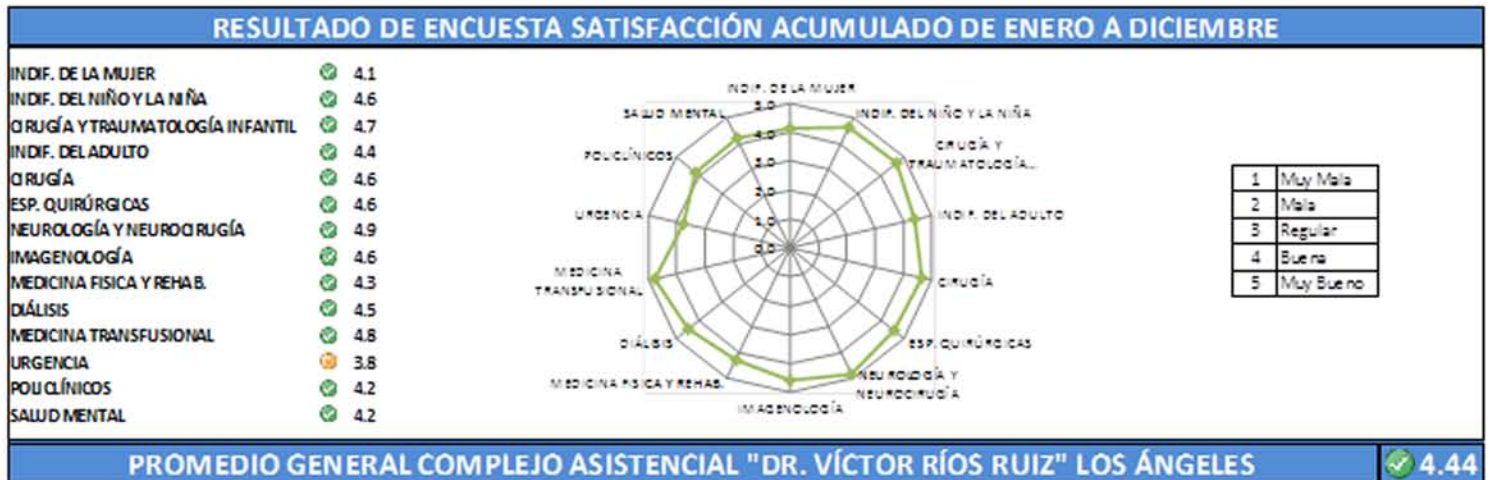 RESULTADO DE ENCUESTA SATISFACCIÓN ACUMULADO DE ENERO A DICIEMBRE
INDIF. DE LA MUJER 4.1
INDIF. DEL NIÑO Y LA NIÑA 4.6
CIRUGÍA Y TRAUMATOLOGÍA INFANTIL 4.7
INDIF. DEL ADULTO 4.4
CIRUGÍA 4.6
ESP. QUIRÚRGICAS 4.6
NEUROLOGÍA Y NEUROCIRUGÍA 4.9
IMAGENOLOGÍA 4.6
MEDICINA FISICA Y REHAB. 4.3
DIÁLISIS 4.5
MEDICINA TRANSFUSIONAL 4.8
URGENCIA 3.8
POLICLÍNICOS 4.2
SALUD MENTAL 4.2
INDIF. DE LA MUJER
INDIF. DEL NIÑO Y LA NIÑA
CIRUGÍA Y
TRAUMATOLOGÍA...
INDIF. DEL ADULTO
CIRUGÍA
ESP. QUIRÚRGICAS
NEUROLOGÍA Y
NEUROCIRUGÍA
IMAGENOLOGÍA
MEDICINA FISICA Y REHAB.
DIÁLISIS
MEDICINA
TRANSFUSIONAL
URGENCIA
POLICLÍNICOS
SALUD MENTAL
5,0
4,0
3,0
2,0
1,0
0,0
1 Muy Mala
2 Mala
3 Regular
4 Buena
5 Muy Bueno
PROMEDIO GENERAL COMPLEJO ASISTENCIAL "DR. VÍCTOR RÍOS RUIZ" LOS ÁNGELES 4.44